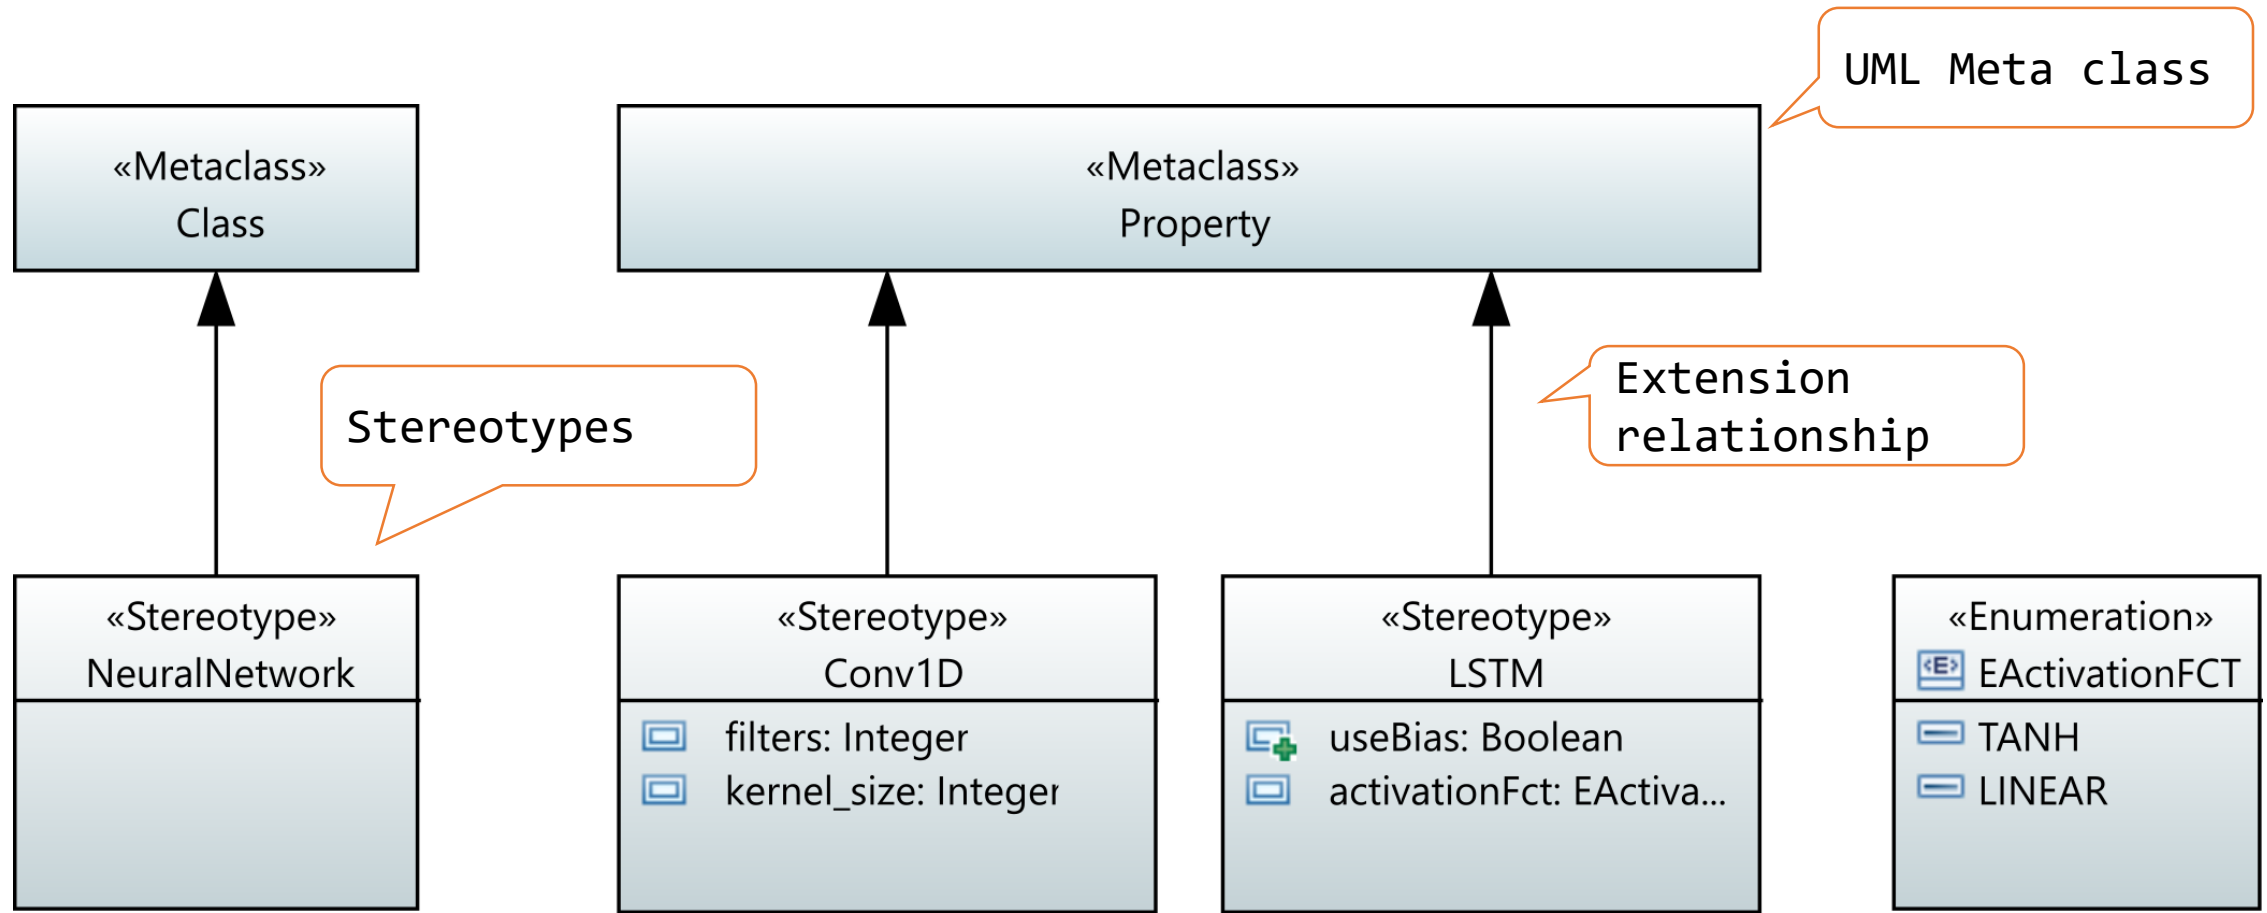 UML Meta class
«Metaclass»
Class
«Metaclass»
Property
Stereotypes
Extension
relationship
«Stereotype»
NeuralNetwork
«Stereotype»
Conv1D
filters: Integer
kernel_size: Integer
«Stereotype»
LSTM
useBias: Boolean
activationFct: EActiva...
«Enumeration»
<E> EActivationFCT
TANH
LINEAR